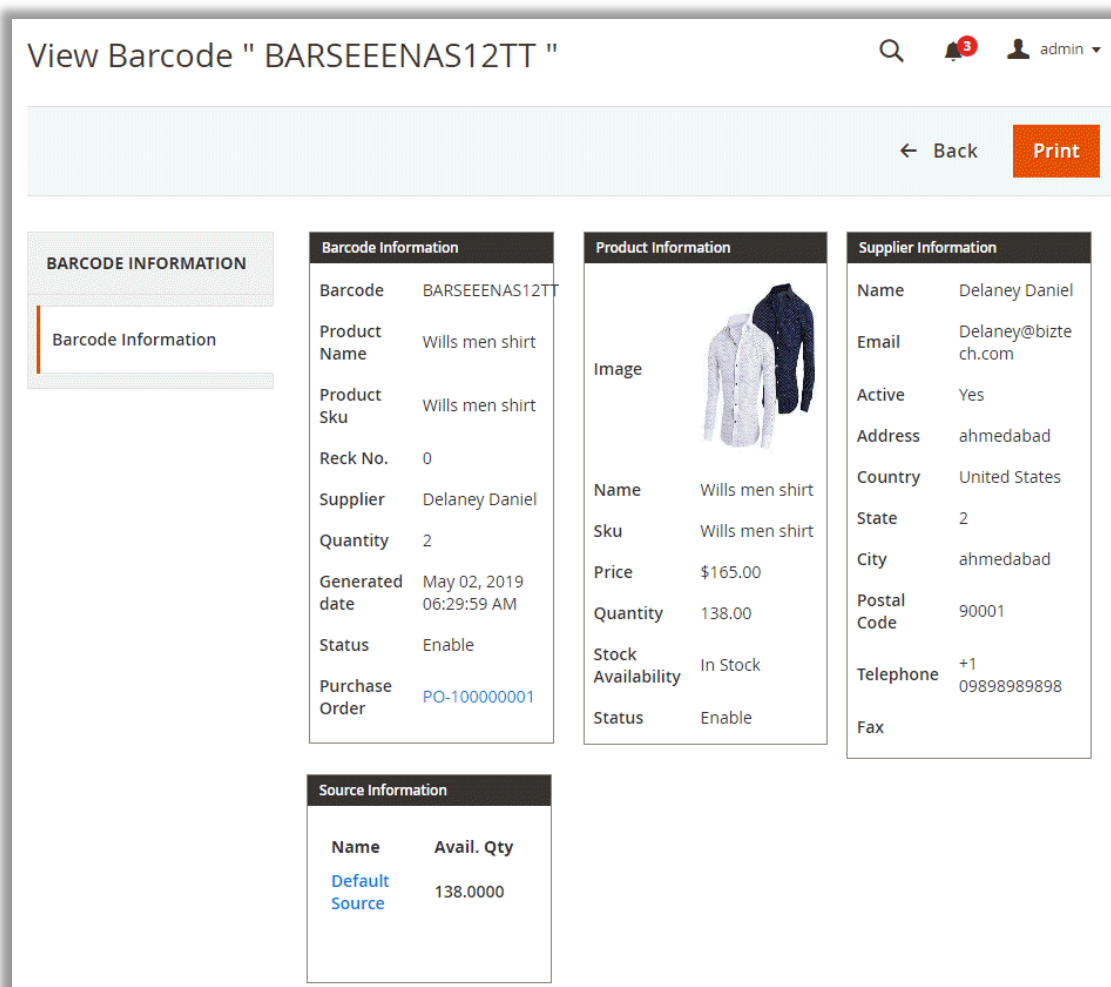 View Barcode " BARSEEENAS12TT "
3
admin
← Back
Print
BARCODE INFORMATION
Barcode Information
Barcode Information
Barcode BARSEEENAS12TT
Product
Name
Wills men shirt
Product
Sku
Wills men shirt
Reck No. 0
Supplier Delaney Daniel
Quantity 2
Generated
date
May 02, 2019
06:29:59 AM
Status Enable
Purchase
Order
PO-100000001
Product Information
Image
Name Wills men shirt
Sku Wills men shirt
Price $165.00
Quantity 138.00
Stock
Availability
In Stock
Status Enable
Supplier Information
Name Delaney Daniel
Email
Delaney@bizte
ch.com
Active Yes
Address ahmedabad
Country United States
State 2
City ahmedabad
Postal
Code
90001
Telephone
+1
09898989898
Fax
Source Information
Name Avail. Qty
Default
Source
138.0000